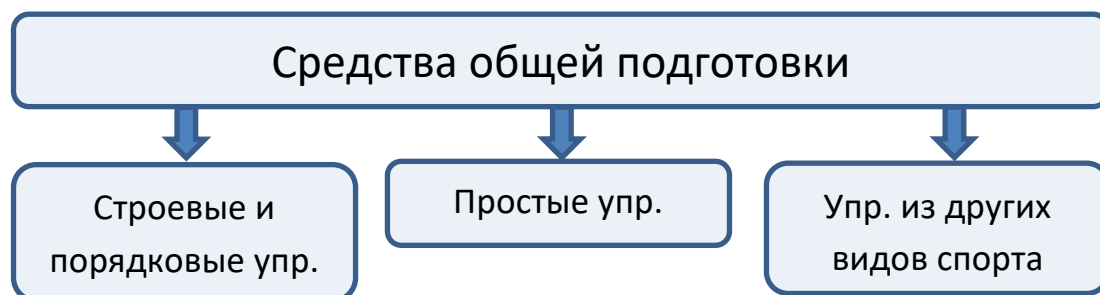 Средства общей подготовки
Строевые и
порядковые упр.
Простые упр.
Упр. из других
видов спорта